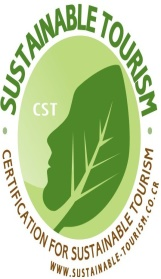 • SUSTAINABLE TOURISM •
CST
CERTIFICATION FOR SUSTAINABLE TOURISM
WWW.SUSTAINABLE-TOURISM.CO.CR